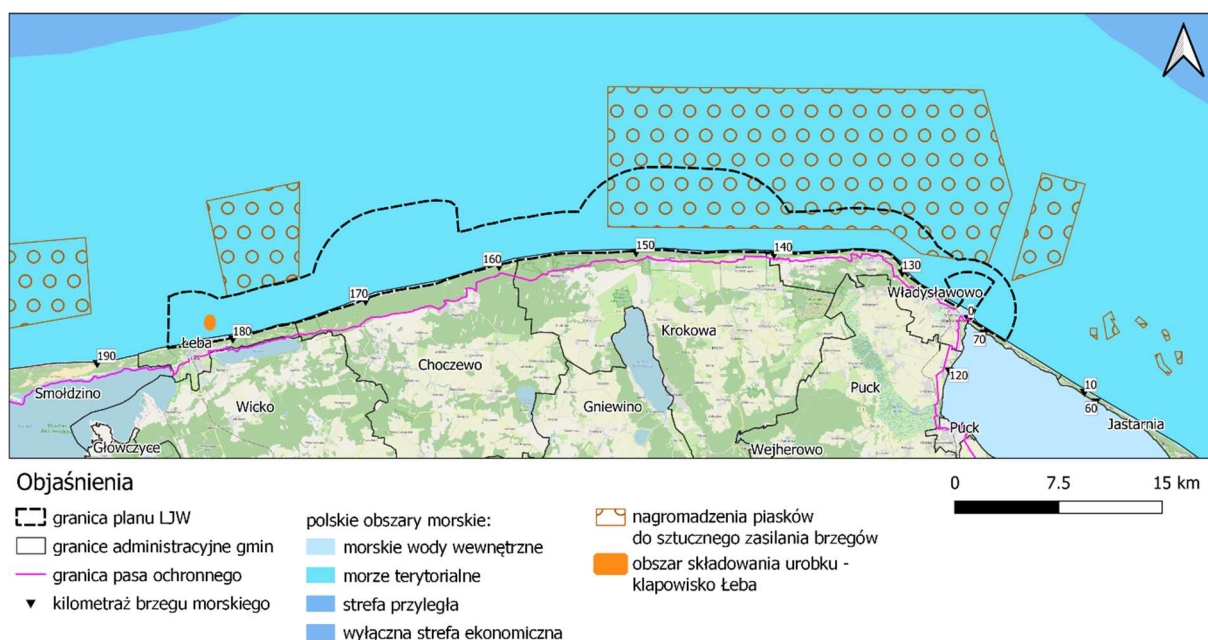 150
140
160
130
170
Władysławowo
0
180
Łeba
70
Krokowa
190
Choczewo
120
Smołdzino
Puck
10
Wicko
Gniewino
60
Jastarnia
Puck
Główczyce
Wejherowo
Objaśnienia
granica planu LJW
granice administracyjne gmin
granica pasa ochronnego
kilometraż brzegu morskiego
polskie obszary morskie:
morskie wody wewnętrzne
morze terytorialne
strefa przyległa
wyłączna strefa ekonomiczna
nagromadzenia piasków
do sztucznego zasilania brzegów
obszar składowania urobku -
klapowisko Łeba
0 7.5 15 km